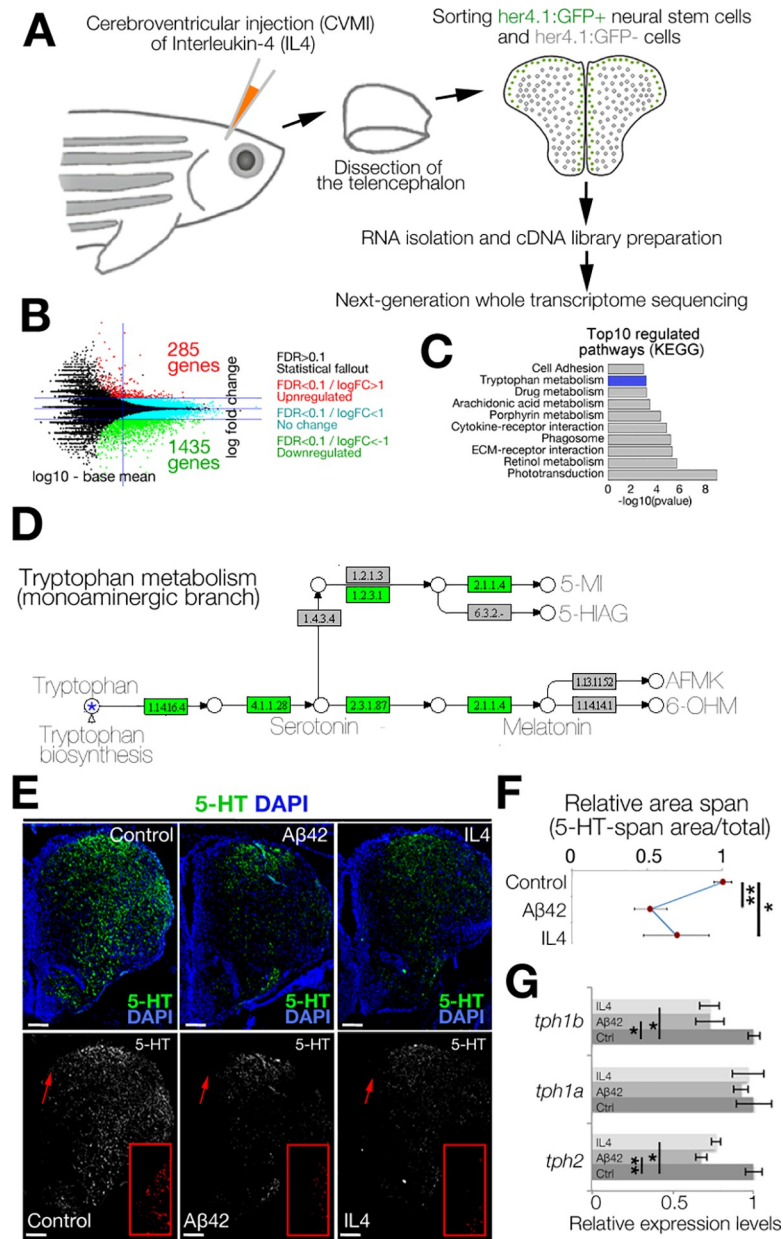 A
Cerebroventricular injection (CVMI)
of Interleukin-4 (IL4)
Sorting her4.1:GFP+ neural stem cells
and her4.1:GFP- cells
Dissection of
the telencephalon
RNA isolation and cDNA library preparation
Next-generation whole transcriptome sequencing
B
285
genes
1435
genes
log fold change
log10 - base mean
FDR>0.1
Statistical fallout
FDR<0.1 / logFC>1
Upregulated
FDR<0.1 / logFC<1
No change
FDR<0.1 / logFC<-1
Downregulated
C
Top10 regulated
pathways (KEGG)
Cell Adhesion
Tryptophan metabolism
Drug metabolism
Arachidonic acid metabolism
Porphyrin metabolism
Cytokine-receptor interaction
Phagosome
ECM-receptor interaction
Retinol metabolism
Phototransduction
0 2 4 6 8
-log10(pvalue)
D
Tryptophan metabolism
(monoaminergic branch)
1.2.1.3
1.2.3.1
2.1.1.4
5-MI
6.3.2.-
5-HIAG
1.4.3.4
Tryptophan
*
Tryptophan
biosynthesis
1.14.16.4
4.1.1.28
Serotonin
2.3.1.87
2.1.1.4
Melatonin
1.13.11.52
AFMK
1.14.14.1
6-OHM
E
5-HT DAPI
Control
Aβ42
IL4
5-HT
DAPI
5-HT
DAPI
5-HT
DAPI
5-HT
5-HT
5-HT
Control
Aβ42
IL4
F
Relative area span
(5-HT-span area/total)
0 0.5 1
Control
Aβ42
IL4
**
*
G
tph1b
IL4
Aβ42
Ctrl
* *
tph1a
IL4
Aβ42
Ctrl
tph2
IL4
Aβ42
Ctrl
** *
0 0.5 1
Relative expression levels